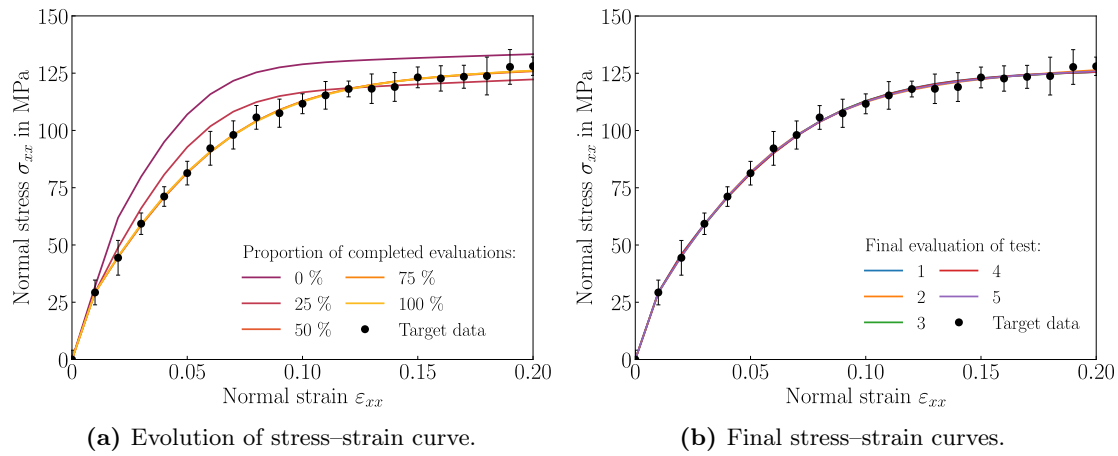 150
125
100
75
50
25
0
Normal stress σxx in MPa
Proportion of completed evaluations:
0 % 75 %
25 % 100 %
50 % Target data
0 0.05 0.10 0.15 0.20
Normal strain εxx
(a) Evolution of stress–strain curve.
150
125
100
75
50
25
0
Normal stress σxx in MPa
Final evaluation of test:
1 4
2 5
3 Target data
0 0.05 0.10 0.15 0.20
Normal strain εxx
(b) Final stress–strain curves.